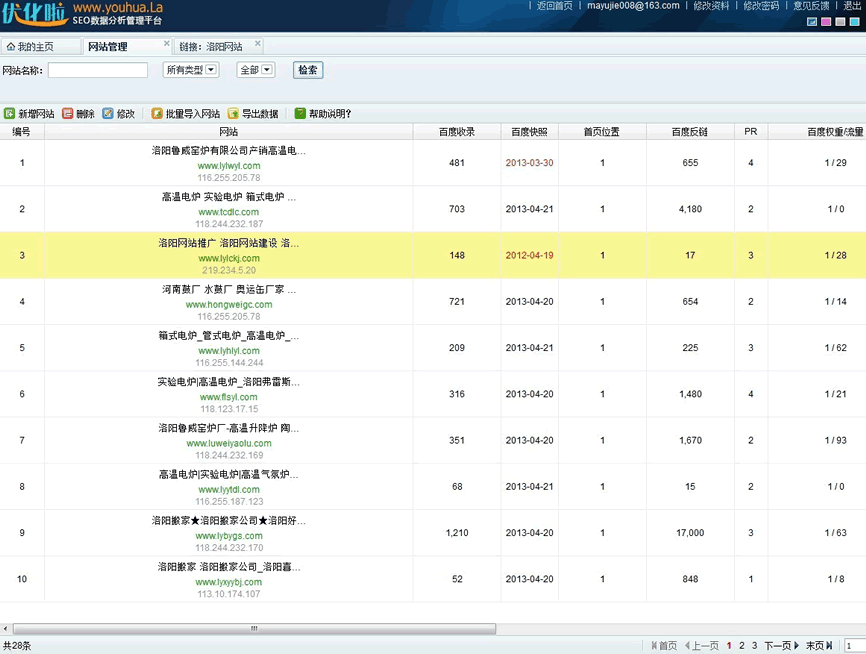 优化啦 www.youhua.La
SEO数据分析管理平台
返回首页 | mayujie008@163.com | 修改资料 | 修改密码 | 意见反馈 | 退出
我的主页 网站管理 链接：洛阳网站
网站名称： 所有类型 全部 检索
新增网站 删除 修改 批量导入网站 导出数据 帮助说明?
编号 网站 百度收录 百度快照 首页位置 百度反链 PR 百度权重/流量
洛阳鲁威窑炉有限公司产销高温电...
1 www.lylwyl.com 481 2013-03-30 1 655 4 1 / 29
116.255.205.78
高温电炉 实验电炉 箱式电炉 ...
2 www.tcdlc.com 703 2013-04-21 1 4,180 2 1 / 0
118.244.232.187
洛阳网站推广 洛阳网站建设 洛...
3 www.lylckj.com 148 2012-04-19 1 17 3 1 / 28
219.234.5.20
河南鼓厂 水鼓厂 奥运缶厂家 ...
4 www.hongweigc.com 721 2013-04-20 1 654 2 1 / 14
116.255.205.78
箱式电炉_管式电炉_高温电炉_...
5 www.lyhlyl.com 209 2013-04-21 1 225 3 1 / 62
116.255.144.244
实验电炉|高温电炉_洛阳弗雷斯...
6 www.flsyl.com 316 2013-04-20 1 1,480 4 1 / 21
118.123.17.15
洛阳鲁威窑炉厂-高温升降炉 陶...
7 www.luweiyaolu.com 351 2013-04-20 1 1,670 2 1 / 93
118.244.232.169
高温电炉|实验电炉|高温气氛炉...
8 www.lyytdl.com 68 2013-04-21 1 15 2 1 / 0
116.255.187.123
洛阳搬家★洛阳搬家公司★洛阳好...
9 www.lybygs.com 1,210 2013-04-20 1 17,000 3 1 / 63
118.244.232.170
洛阳搬家 洛阳搬家公司_洛阳喜...
10 www.lyxyybj.com 52 2013-04-20 1 848 1 1 / 8
113.10.174.107
共28条 首页 上一页 1 2 3 下一页 末页 1